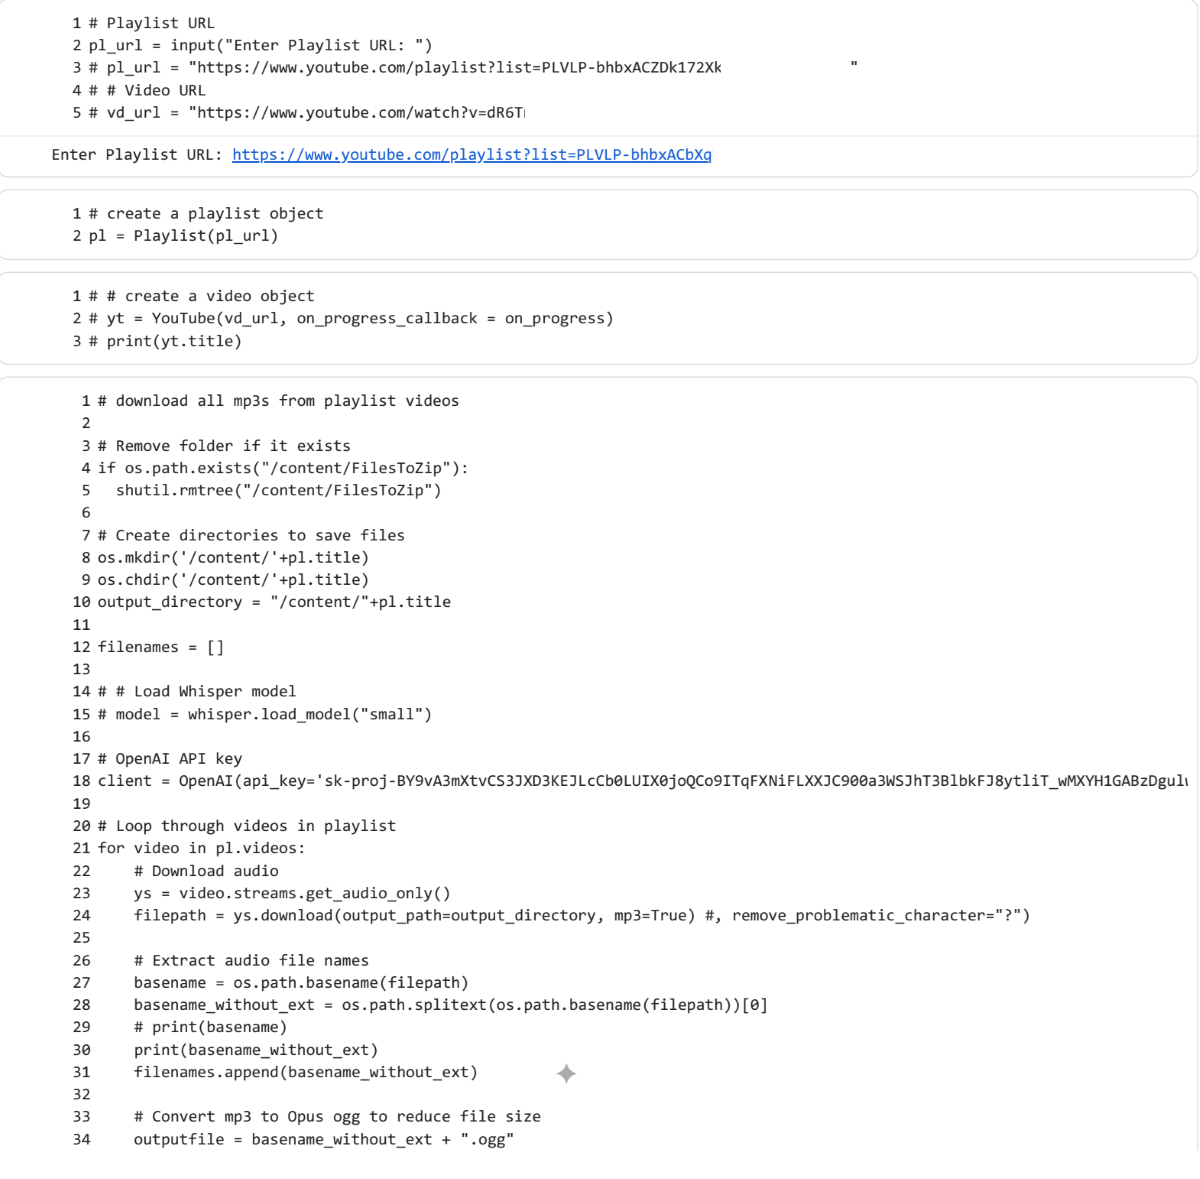 1 # Playlist URL
2 pl_url = input("Enter Playlist URL: ")
3 # pl_url = "https://www.youtube.com/playlist?list=PLVLP-bhbxACZDk172Xk "
4 # # Video URL
5 # vd_url = "https://www.youtube.com/watch?v=dR6T
Enter Playlist URL: https://www.youtube.com/playlist?list=PLVLP-bhbxACbXq
1 # create a playlist object
2 pl = Playlist(pl_url)
1 # # create a video object
2 # yt = YouTube(vd_url, on_progress_callback = on_progress)
3 # print(yt.title)
1 # download all mp3s from playlist videos
2
3 # Remove folder if it exists
4 if os.path.exists("/content/FilesToZip"):
5 shutil.rmtree("/content/FilesToZip")
6
7 # Create directories to save files
8 os.mkdir('/content/'+pl.title)
9 os.chdir('/content/'+pl.title)
10 output_directory = "/content/"+pl.title
11
12 filenames = []
13
14 # # Load Whisper model
15 # model = whisper.load_model("small")
16
17 # OpenAI API key
18 client = OpenAI(api_key='
19
20 # Loop through videos in playlist
21 for video in pl.videos:
22 # Download audio
23 ys = video.streams.get_audio_only()
24 filepath = ys.download(output_path=output_directory, mp3=True) #, remove_problematic_character="?")
25
26 # Extract audio file names
27 basename = os.path.basename(filepath)
28 basename_without_ext = os.path.splitext(os.path.basename(filepath))[0]
29 # print(basename)
30 print(basename_without_ext)
31 filenames.append(basename_without_ext)
32
33 # Convert mp3 to Opus ogg to reduce file size
34 outputfile = basename_without_ext + ".ogg"